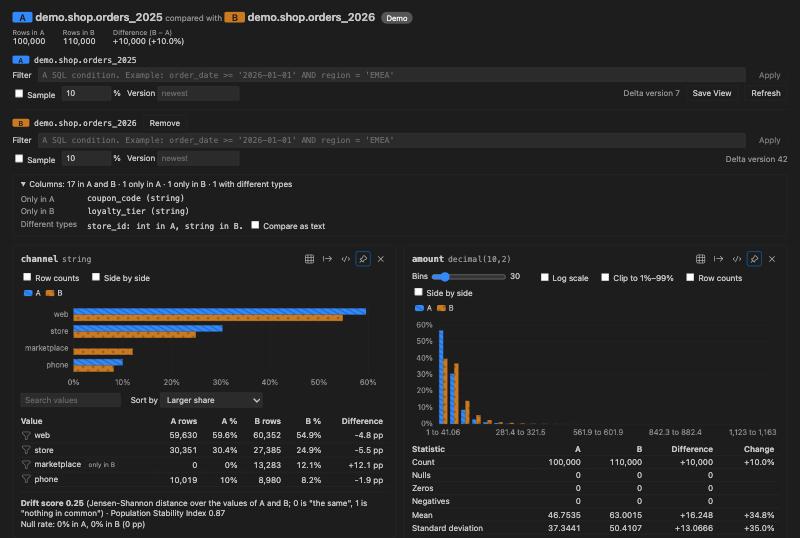 A demo.shop.orders_2025 compared with B demo.shop.orders_2026 Demo
Rows in A Rows in B Difference (B − A)
100,000 110,000 +10,000 (+10.0%)
A demo.shop.orders_2025
Filter A SQL condition. Example: order_date >= '2026-01-01' AND region = 'EMEA' Apply
Sample 10 % Version newest Delta version 7 Save View Refresh
B demo.shop.orders_2026 Remove
Filter A SQL condition. Example: order_date >= '2026-01-01' AND region = 'EMEA' Apply
Sample 10 % Version newest Delta version 42
▼ Columns: 17 in A and B · 1 only in A · 1 only in B · 1 with different types
Only in A coupon_code (string)
Only in B loyalty_tier (string)
Different types store_id: int in A, string in B. Compare as text
channel string
Row counts Side by side
A B
web
store
marketplace
phone
0% 10% 20% 30% 40% 50% 60%
Search values Sort by Larger share
Value A rows A % B rows B % Difference
web 59,630 59.6% 60,352 54.9% -4.8 pp
store 30,351 30.4% 27,385 24.9% -5.5 pp
marketplace only in B 0 0% 13,283 12.1% +12.1 pp
phone 10,019 10% 8,980 8.2% -1.9 pp
Drift score 0.25 (Jensen-Shannon distance over the values of A and B; 0 is "the same", 1 is
"nothing in common") · Population Stability Index 0.87
Null rate: 0% in A, 0% in B (0 pp)
amount decimal(10,2)
Bins 30 Log scale Clip to 1%–99% Row counts
Side by side
A B
60%
50%
40%
30%
20%
10%
0%
1 to 41.06 281.4 to 321.5 561.9 to 601.9 842.3 to 882.4 1,123 to 1,163
Statistic A B Difference Change
Count 100,000 110,000 +10,000 +10.0%
Nulls 0 0 0
Zeros 0 0 0
Negatives 0 0 0
Mean 46.7535 63.0015 +16.248 +34.8%
Standard deviation 37.3441 50.4107 +13.0666 +35.0%